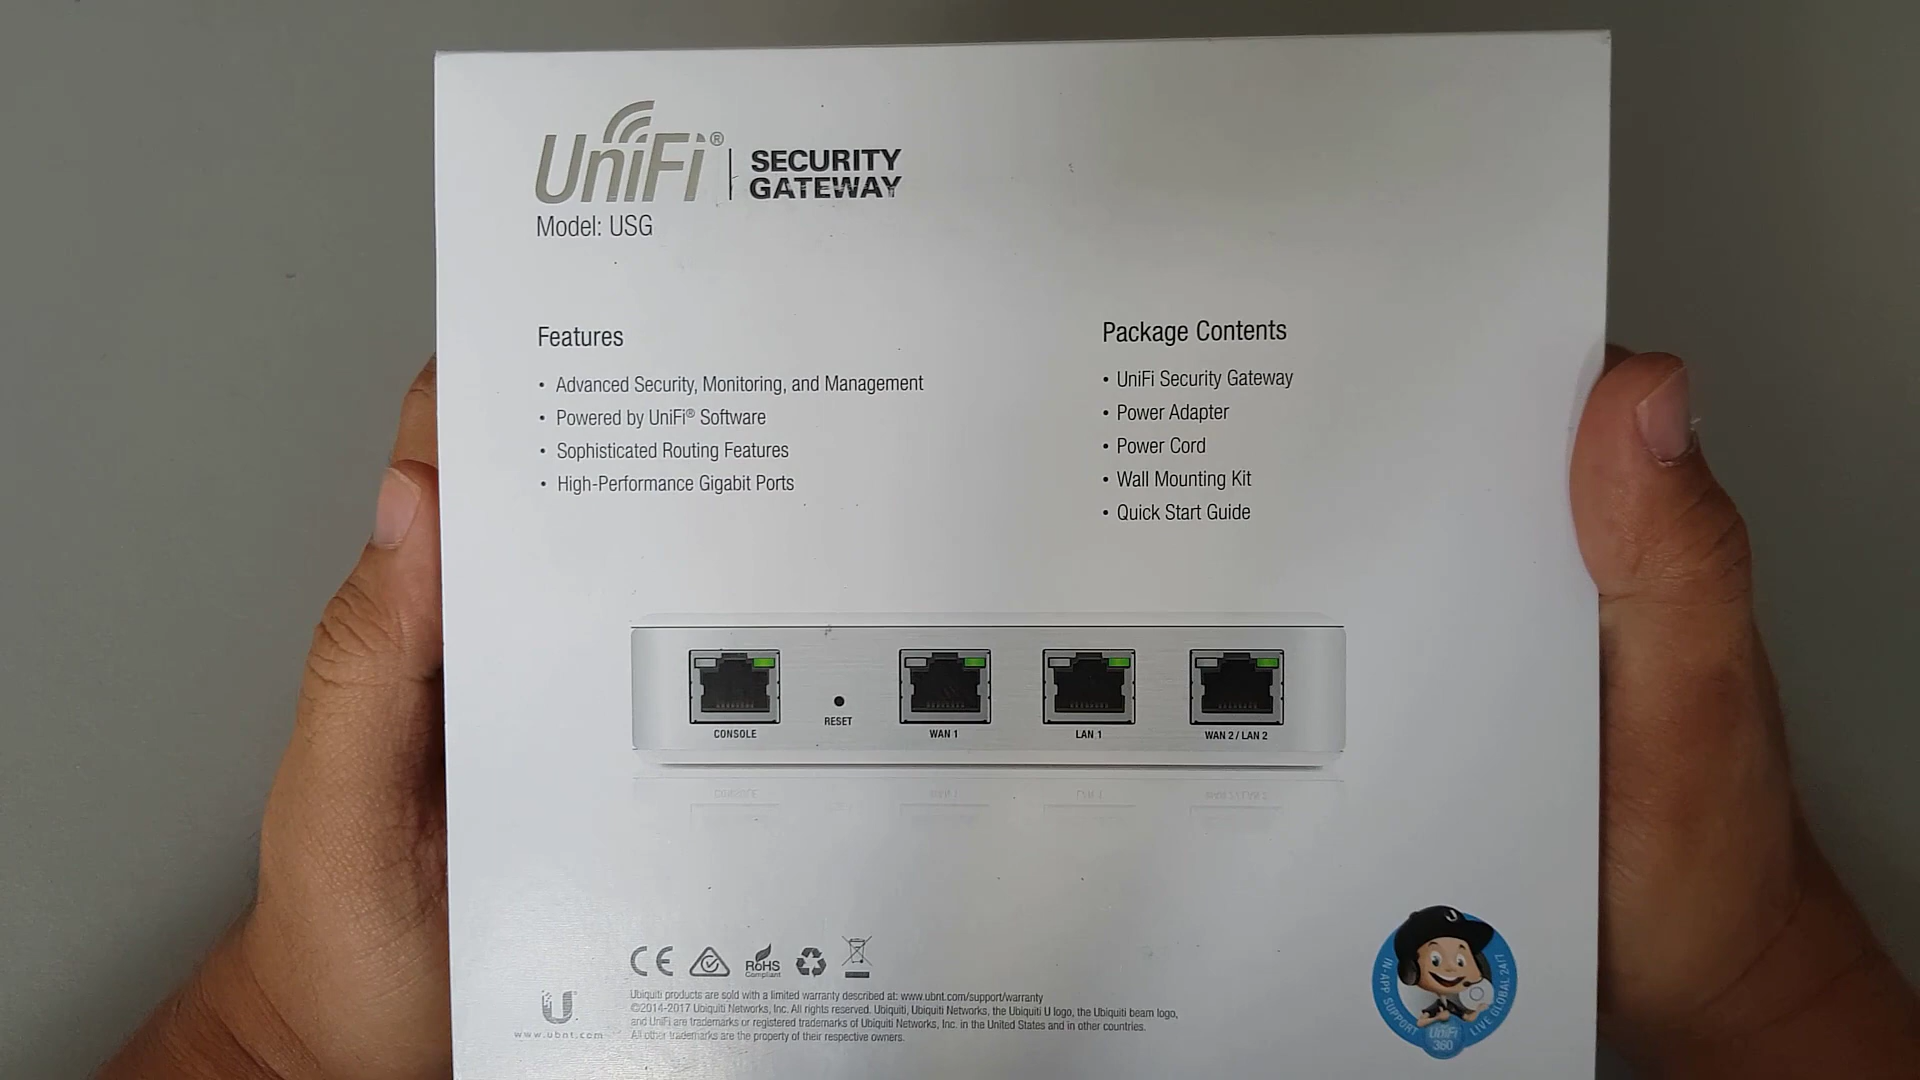 UniFi® | SECURITY GATEWAY
Model: USG
Features
• Advanced Security, Monitoring, and Management
• Powered by UniFi® Software
• Sophisticated Routing Features
• High-Performance Gigabit Ports
Package Contents
• UniFi Security Gateway
• Power Adapter
• Power Cord
• Wall Mounting Kit
• Quick Start Guide
CONSOLE
RESET
WAN 1
LAN 1
WAN 2 / LAN 2
CE
RoHS
Compliant
Ubiquiti products are sold with a limited warranty described at: www.ubnt.com/support/warranty
©2014-2017 Ubiquiti Networks, Inc. All rights reserved. Ubiquiti, Ubiquiti Networks, the Ubiquiti U logo, the Ubiquiti beam logo,
and UniFi are trademarks or registered trademarks of Ubiquiti Networks, Inc. in the United States and in other countries.
All other trademarks are the property of their respective owners.
www.ubnt.com
IN-APP SUPPORT
LIVE GLOBAL 24/7
UniFi
360